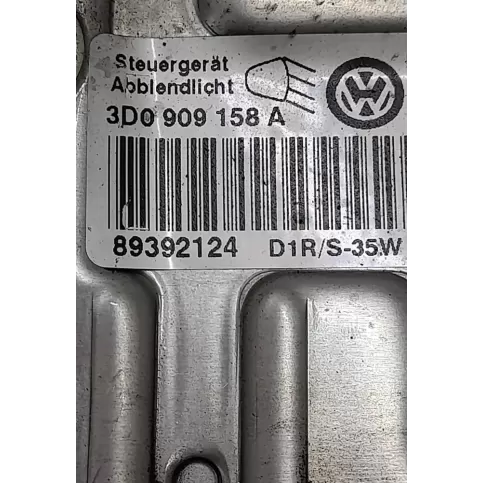 Steuergerät
Abblendlicht
3D0 909 158 A
89392124 D1R/S-35W